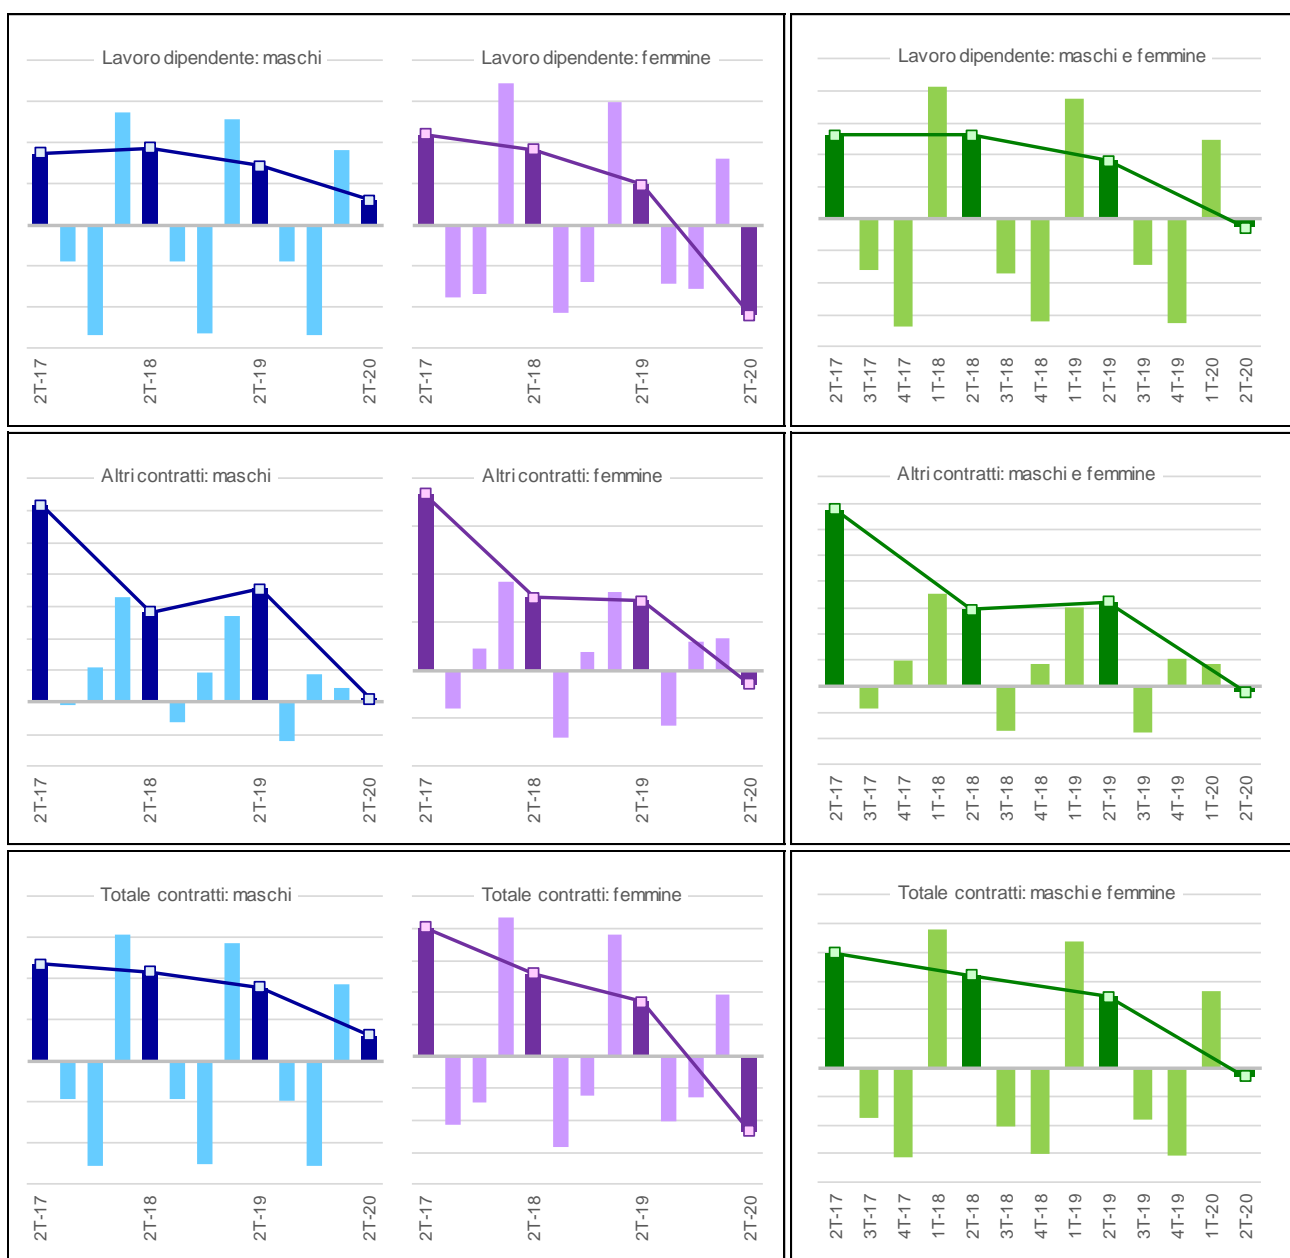 Lavoro dipendente: maschi
2T-17
2T-18
2T-19
2T-20
Lavoro dipendente: femmine
2T-17
2T-18
2T-19
2T-20
Lavoro dipendente: maschi e femmine
2T-17
3T-17
4T-17
1T-18
2T-18
3T-18
4T-18
1T-19
2T-19
3T-19
4T-19
1T-20
2T-20
Altri contratti: maschi
2T-17
2T-18
2T-19
2T-20
Altri contratti: femmine
2T-17
2T-18
2T-19
2T-20
Altri contratti: maschi e femmine
2T-17
3T-17
4T-17
1T-18
2T-18
3T-18
4T-18
1T-19
2T-19
3T-19
4T-19
1T-20
2T-20
Totale contratti: maschi
2T-17
2T-18
2T-19
2T-20
Totale contratti: femmine
2T-17
2T-18
2T-19
2T-20
Totale contratti: maschi e femmine
2T-17
3T-17
4T-17
1T-18
2T-18
3T-18
4T-18
1T-19
2T-19
3T-19
4T-19
1T-20
2T-20